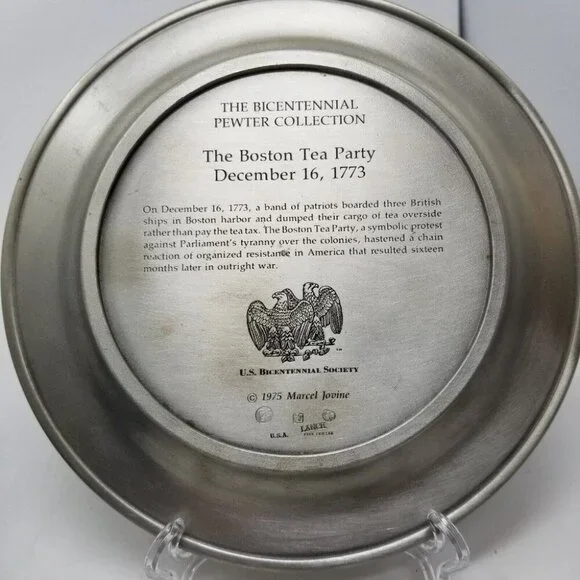 THE BICENTENNIAL
PEWTER COLLECTION
The Boston Tea Party
December 16, 1773
On December 16, 1773, a band of patriots boarded three British
ships in Boston harbor and dumped their cargo of tea overside
rather than pay the tea tax. The Boston Tea Party, a symbolic protest
against Parliament's tyranny over the colonies, hastened a chain
reaction of organized resistance in America that resulted sixteen
months later in outright war.
U.S. BICENTENNIAL SOCIETY
© 1975 Marcel Jovine
U.S.A. LANCE
FINE PEWTER